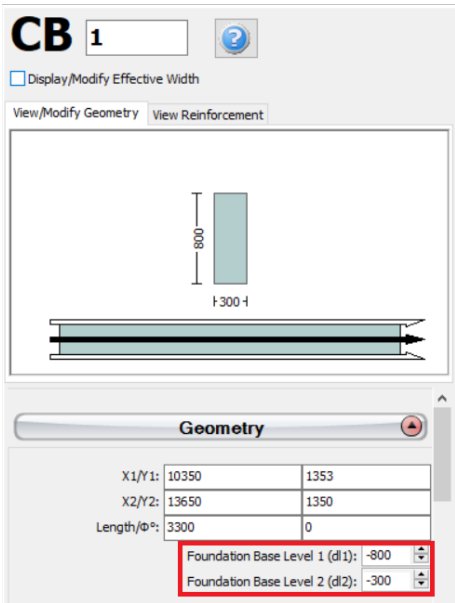 CB 1
Display/Modify Effective Width
View/Modify Geometry View Reinforcement
800
300
Geometry
X1/Y1: 10350 1353
X2/Y2: 13650 1350
Length/Φ°: 3300 0
Foundation Base Level 1 (dl1): -800
Foundation Base Level 2 (dl2): -300